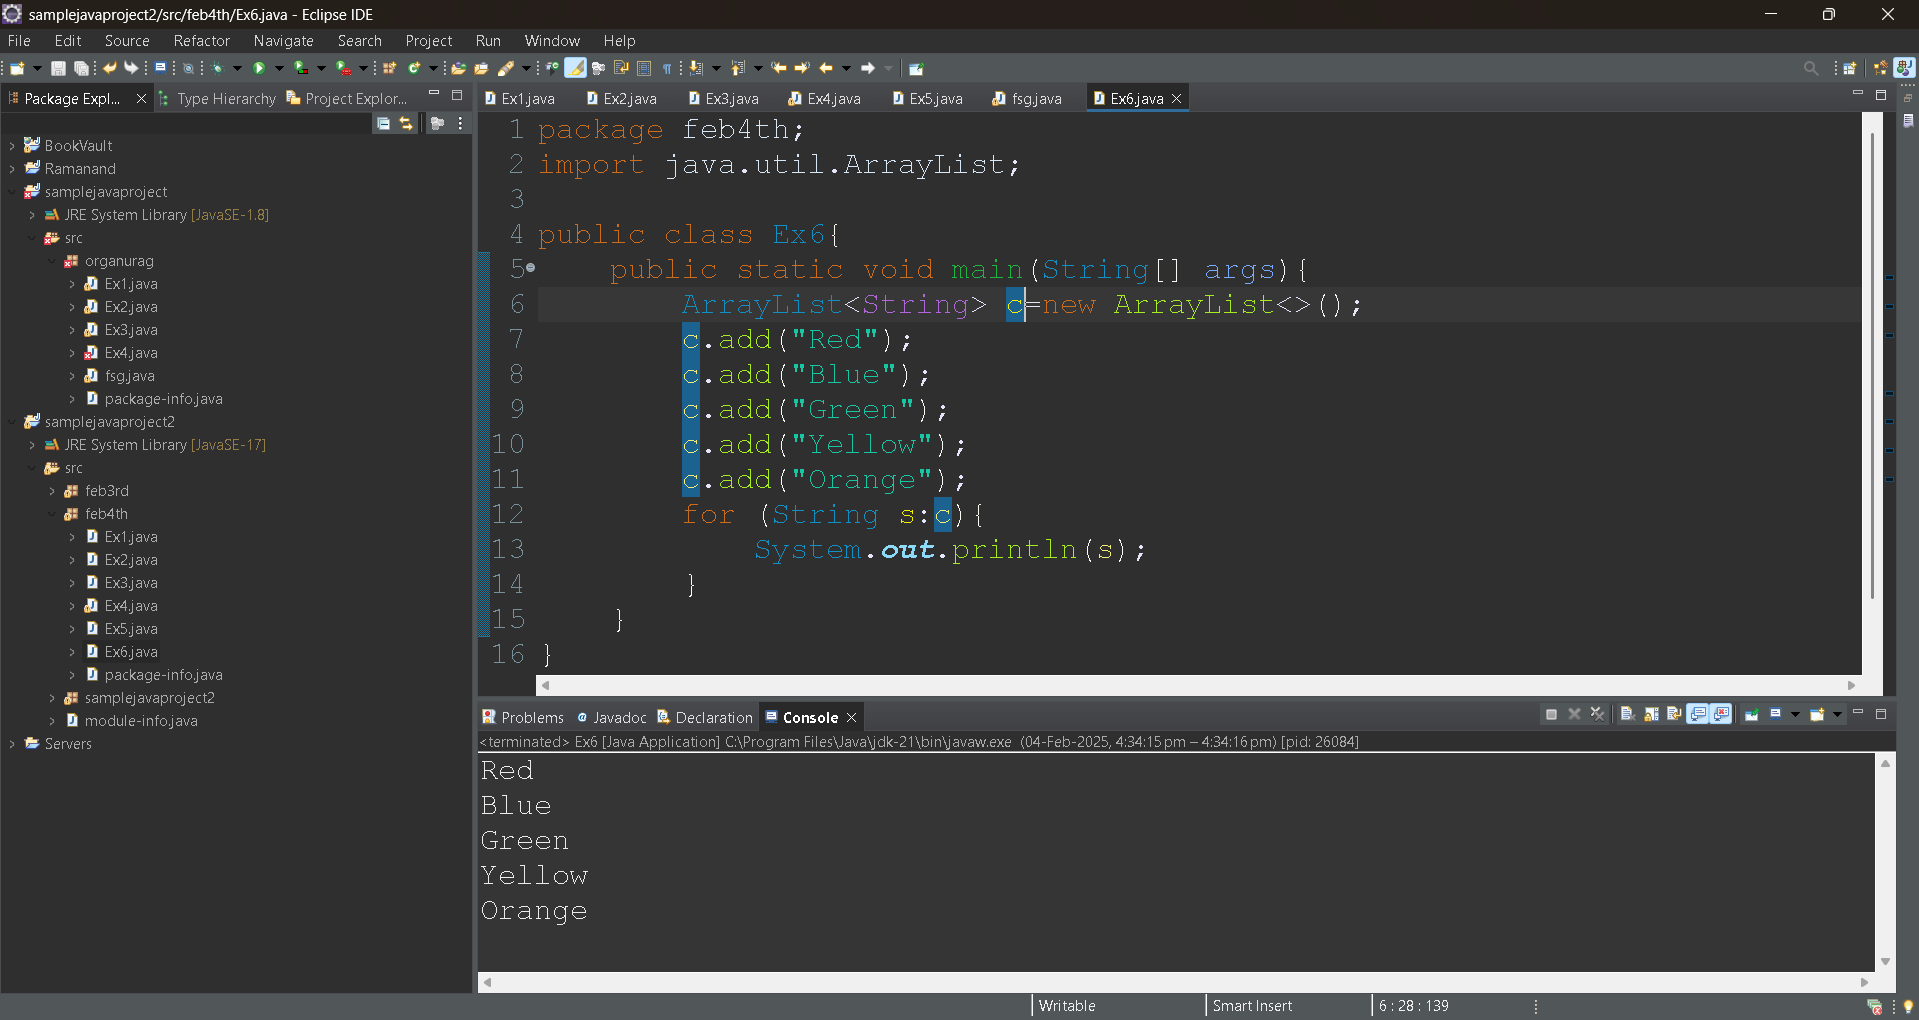 samplejavaproject2/src/feb4th/Ex6.java - Eclipse IDE
File Edit Source Refactor Navigate Search Project Run Window Help
Package Expl... Type Hierarchy Project Explor...
BookVault
Ramanand
samplejavaproject
JRE System Library [JavaSE-1.8]
src
organurag
Ex1.java
Ex2.java
Ex3.java
Ex4.java
fsg.java
package-info.java
samplejavaproject2
JRE System Library [JavaSE-17]
src
feb3rd
feb4th
Ex1.java
Ex2.java
Ex3.java
Ex4.java
Ex5.java
Ex6.java
package-info.java
samplejavaproject2
module-info.java
Servers
Ex1.java Ex2.java Ex3.java Ex4.java Ex5.java fsg.java Ex6.java
1 package feb4th;
2 import java.util.ArrayList;
3
4 public class Ex6{
5 public static void main(String[] args){
6 ArrayList<String> c=new ArrayList<>();
7 c.add("Red");
8 c.add("Blue");
9 c.add("Green");
10 c.add("Yellow");
11 c.add("Orange");
12 for (String s:c){
13 System.out.println(s);
14 }
15 }
16 }
Problems Javadoc Declaration Console
<terminated> Ex6 [Java Application] C:\Program Files\Java\jdk-21\bin\javaw.exe (04-Feb-2025, 4:34:15 pm – 4:34:16 pm) [pid: 26084]
Red
Blue
Green
Yellow
Orange
Writable Smart Insert 6 : 28 : 139